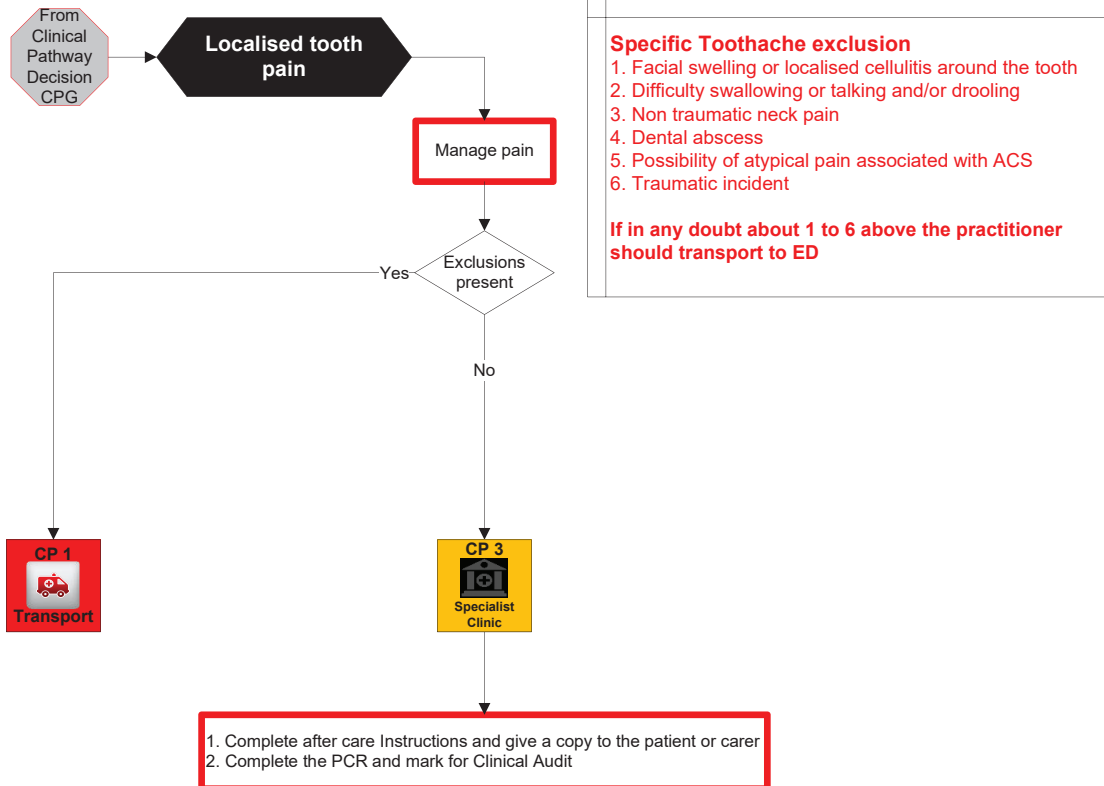 From
Clinical
Pathway
Decision
CPG
Localised tooth
pain
Manage pain
Exclusions
present
Yes
No
CP 1
Transport
CP 3
Specialist
Clinic
1. Complete after care Instructions and give a copy to the patient or carer
2. Complete the PCR and mark for Clinical Audit
Specific Toothache exclusion
1. Facial swelling or localised cellulitis around the tooth
2. Difficulty swallowing or talking and/or drooling
3. Non traumatic neck pain
4. Dental abscess
5. Possibility of atypical pain associated with ACS
6. Traumatic incident
If in any doubt about 1 to 6 above the practitioner
should transport to ED